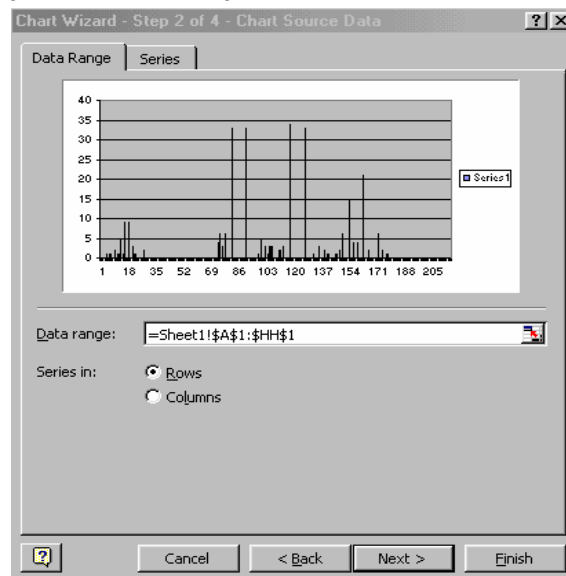 Chart Wizard - Step 2 of 4 - Chart Source Data
Data Range Series
40
35
30
25
20
15
10
5
0
1 18 35 52 69 86 103 120 137 154 171 188 205
Series1
Data range: =Sheet1!$A$1:$HH$1
Series in: Rows
Columns
Cancel < Back Next > Finish